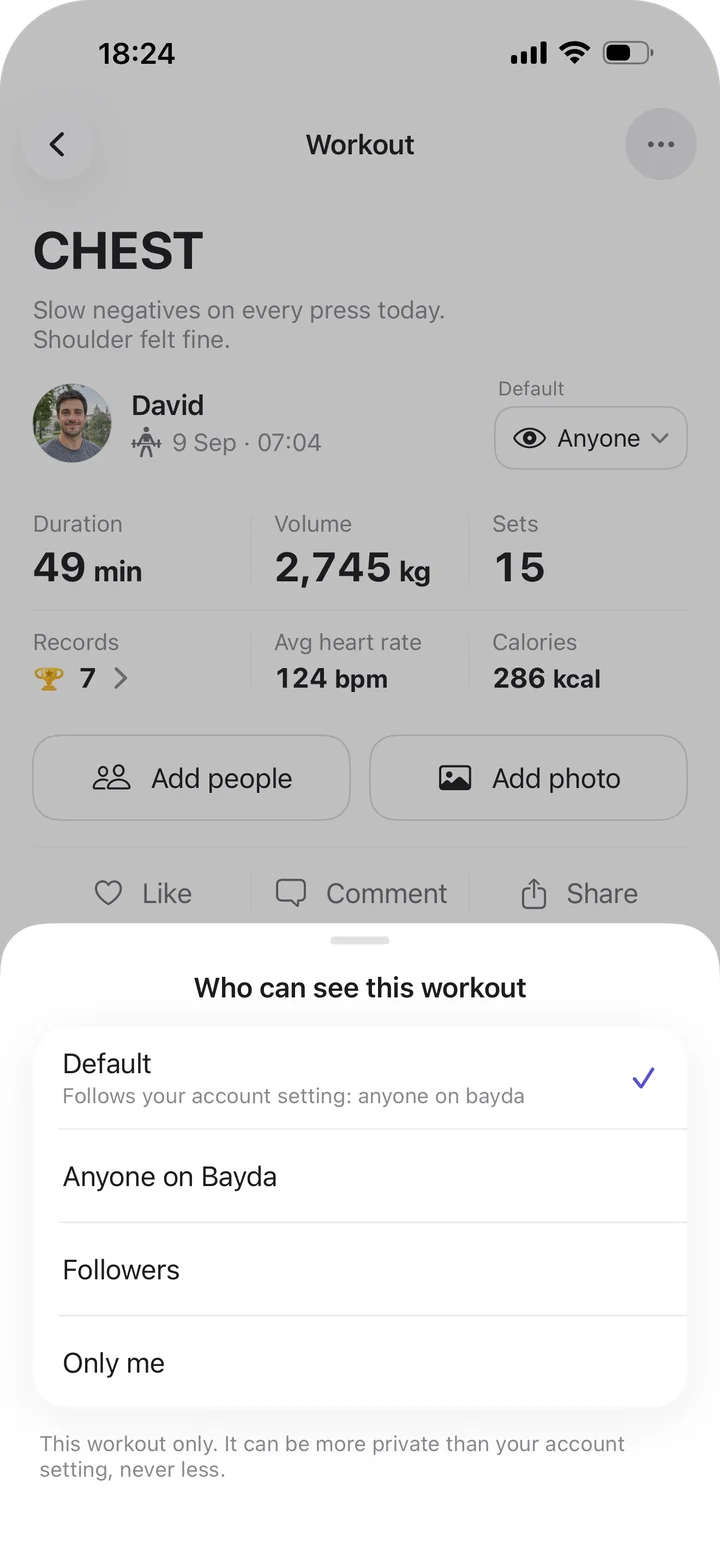 18:24
Workout
CHEST
Slow negatives on every press today.
Shoulder felt fine.
David
9 Sep · 07:04
Default
Anyone
Duration
49 min
Volume
2,745 kg
Sets
15
Records
7
Avg heart rate
124 bpm
Calories
286 kcal
Add people
Add photo
Like
Comment
Share
Who can see this workout
Default
Follows your account setting: anyone on bayda
Anyone on Bayda
Followers
Only me
This workout only. It can be more private than your account
setting, never less.